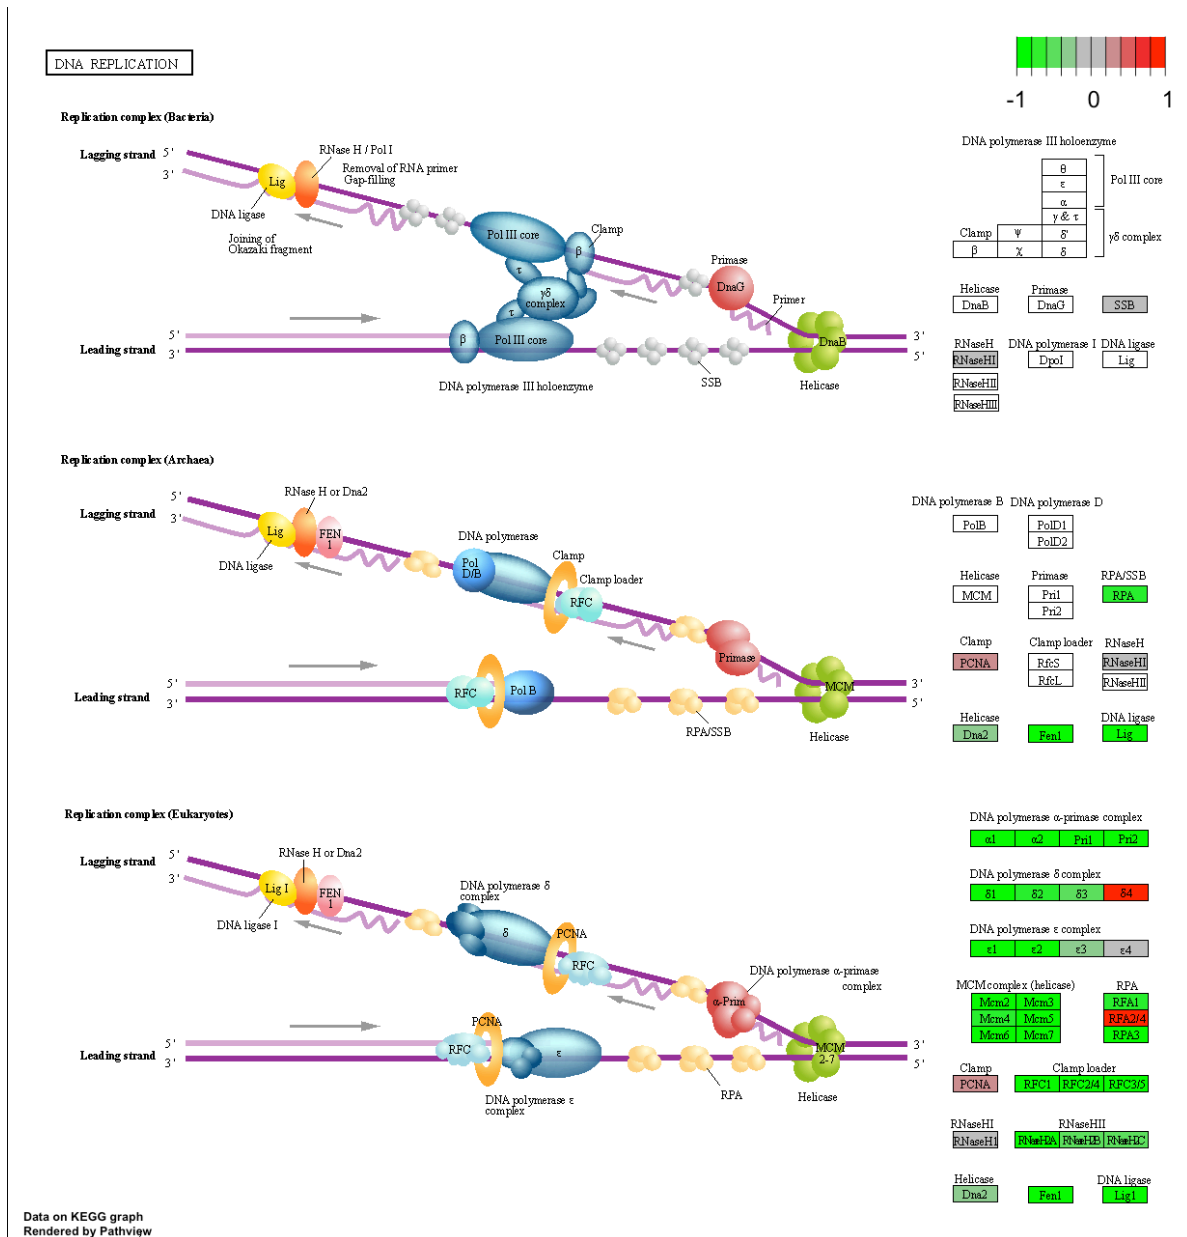 DNA REPLICATION
-1 0 1
Replication complex (Bacteria)
Lagging strand 5'
3'
RNase H / Pol I
Removal of RNA primer
Gap-filling
Lig
DNA ligase
Joining of
Okazaki fragment
Pol III core
Clamp
β
τ
γδ
complex
τ
Primase
DnaG
Primer
5'
Leading strand 3'
β
Pol III core
DnaB
3'
5'
SSB
Helicase
DNA polymerase III holoenzyme
DNA polymerase III holoenzyme
θ
ε
α
Pol III core
γ & τ
Clamp ψ δ'
β χ δ
γδ complex
Helicase Primase
DnaB DnaG SSB
RNaseH DNA polymerase I DNA ligase
RNaseHI DpoI Lig
RNaseHII
RNaseHIII
Replication complex (Archaea)
5'
Lagging strand
3'
RNase H or Dna2
Lig
FEN
1
DNA ligase
DNA polymerase
Pol
D/B
Clamp
Clamp loader
RFC
Primase
5'
Leading strand 3'
RFC
Pol B
MCM
3'
5'
RPA/SSB
Helicase
DNA polymerase B DNA polymerase D
PolB PolD1
PolD2
Helicase Primase RPA/SSB
MCM Pri1 RPA
Pri2
Clamp Clamp loader RNaseH
PCNA RfcS RNaseHI
RfcL RNaseHII
Helicase DNA ligase
Dna2 Fen1 Lig
Replication complex (Eukaryotes)
5'
Lagging strand
3'
RNase H or Dna2
Lig I
FEN
1
DNA ligase I
DNA polymerase δ
complex
δ
PCNA
RFC
DNA polymerase α-primase
complex
α-Prim
5'
Leading strand
3'
PCNA
RFC
ε
DNA polymerase ε
complex
RPA
MCM
2-7
3'
5'
Helicase
DNA polymerase α-primase complex
α1 α2 Pri1 Pri2
DNA polymerase δ complex
δ1 δ2 δ3 δ4
DNA polymerase ε complex
ε1 ε2 ε3 ε4
MCM complex (helicase) RPA
Mcm2 Mcm3 RFA1
Mcm4 Mcm5 RFA2/4
Mcm6 Mcm7 RPA3
Clamp Clamp loader
PCNA RFC1 RFC2/4 RFC3/5
RNaseHI RNaseHII
RNaseH1 RNaseH2A RNaseH2B RNaseH2C
Helicase DNA ligase
Dna2 Fen1 Lig1
Data on KEGG graph
Rendered by Pathview